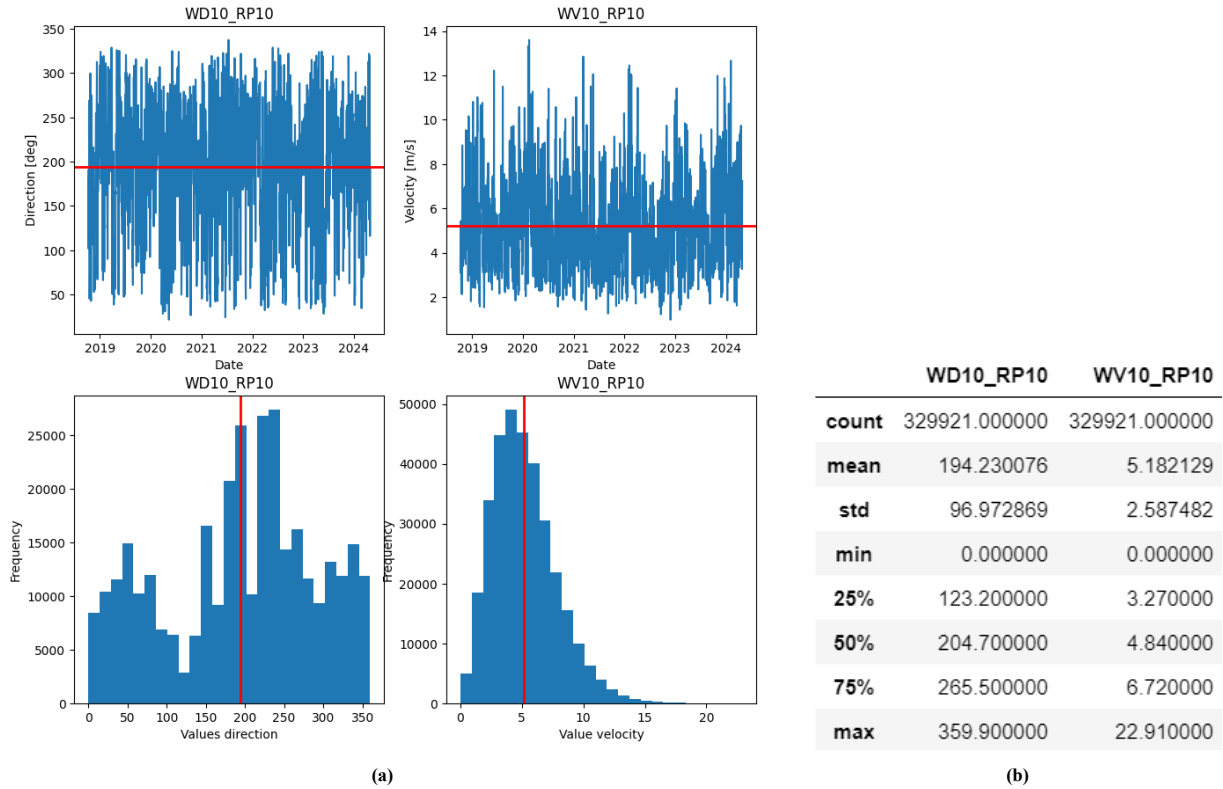 WD10_RP10
350
300
250
200
150
100
50
Direction [deg]
2019 2020 2021 2022 2023 2024
Date
WV10_RP10
14
12
10
8
6
4
2
Velocity [m/s]
2019 2020 2021 2022 2023 2024
Date
WD10_RP10
25000
20000
15000
10000
5000
0
Frequency
0 50 100 150 200 250 300 350
Values direction
WV10_RP10
50000
40000
30000
20000
10000
0
Frequency
0 5 10 15 20
Value velocity
(a)
WD10_RP10 WV10_RP10
count 329921.000000 329921.000000
mean 194.230076 5.182129
std 96.972869 2.587482
min 0.000000 0.000000
25% 123.200000 3.270000
50% 204.700000 4.840000
75% 265.500000 6.720000
max 359.900000 22.910000
(b)